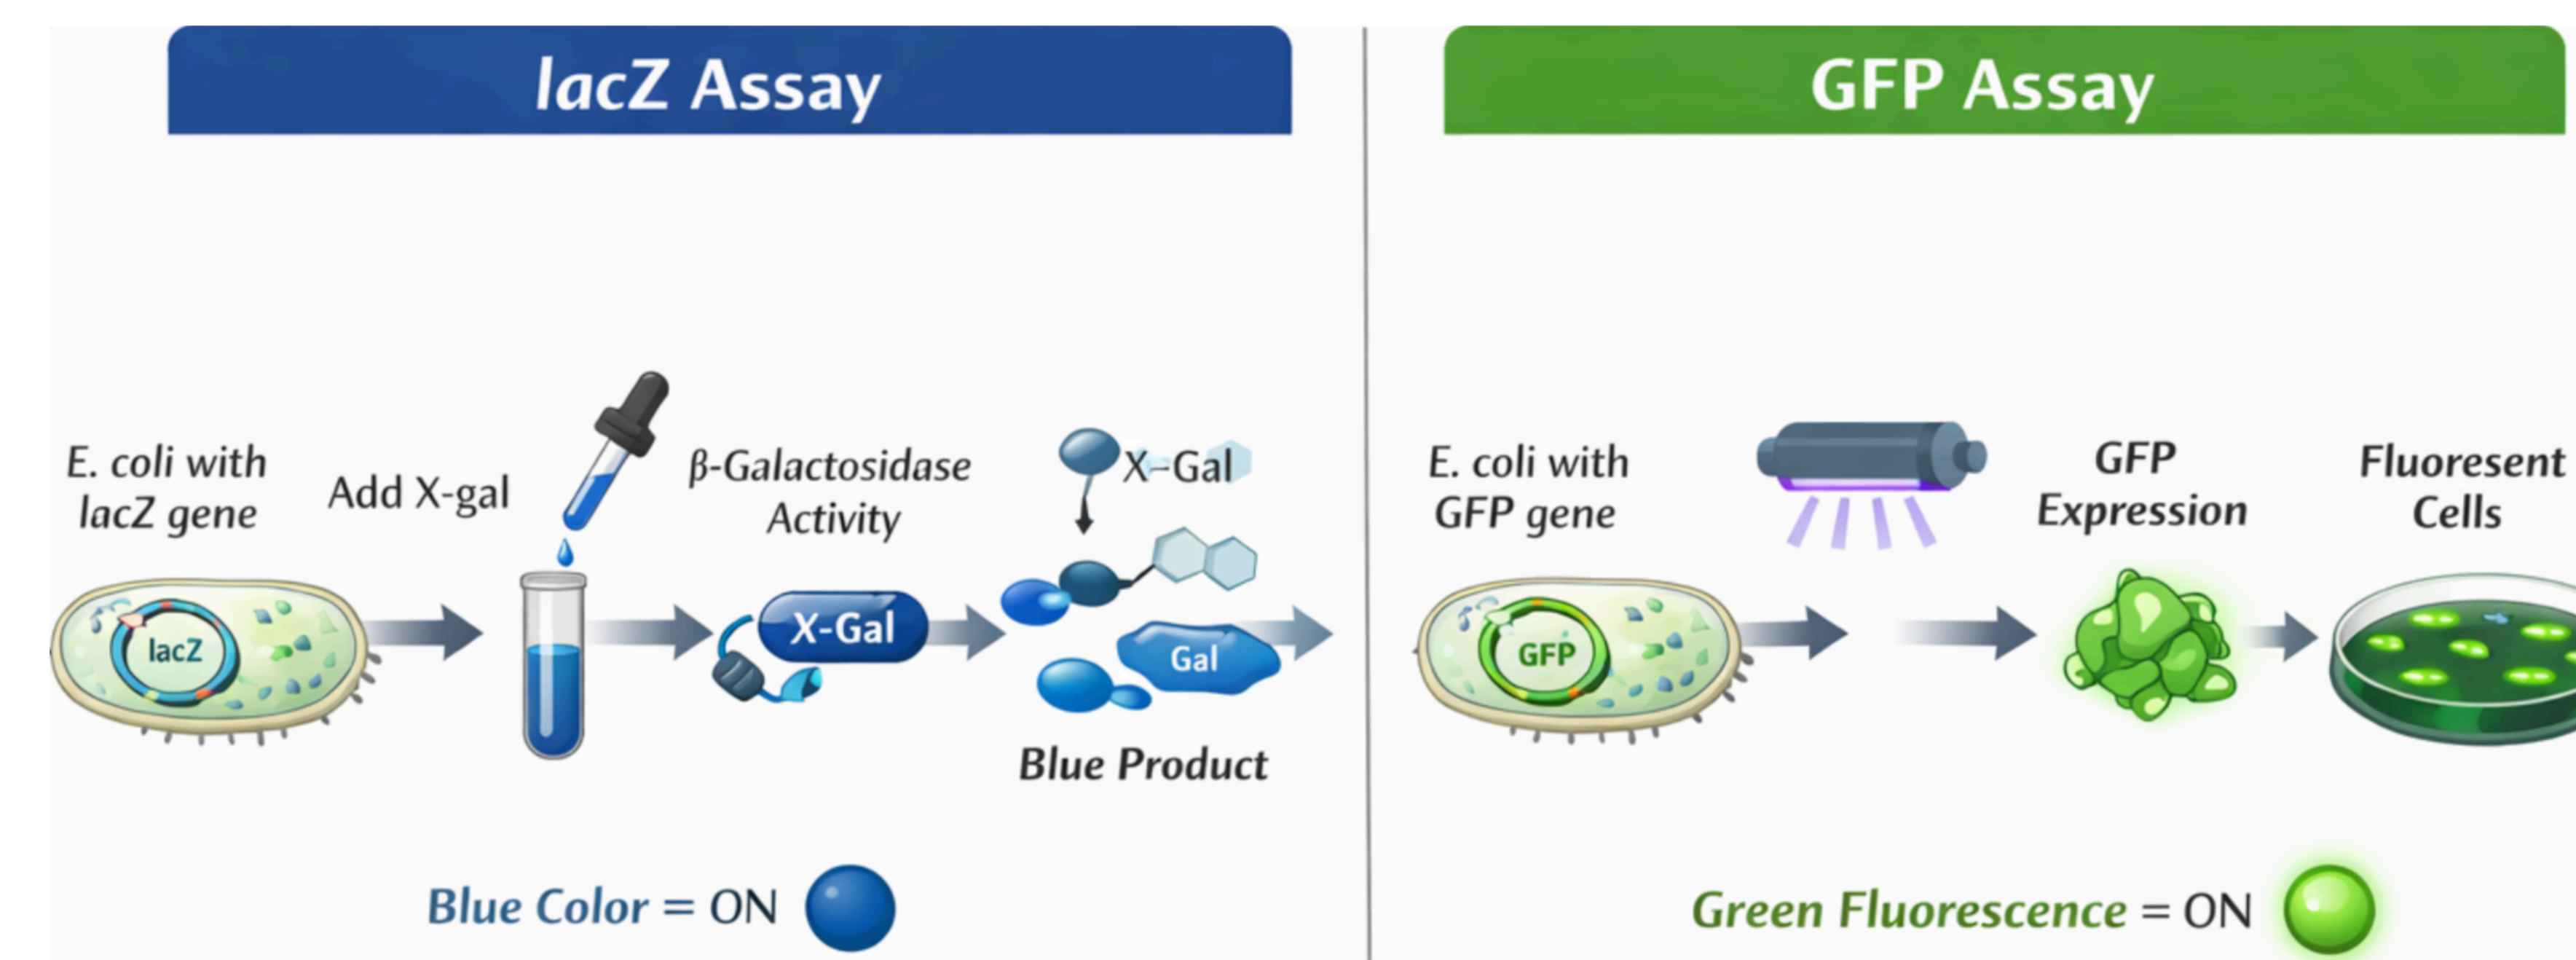 lacZ Assay
E. coli with
lacZ gene
Add X-gal
β-Galactosidase
Activity
X-Gal
lacZ
X-Gal
Gal
Blue Product
Blue Color = ON
GFP Assay
E. coli with
GFP gene
GFP
Expression
Fluoresent
Cells
GFP
Green Fluorescence = ON